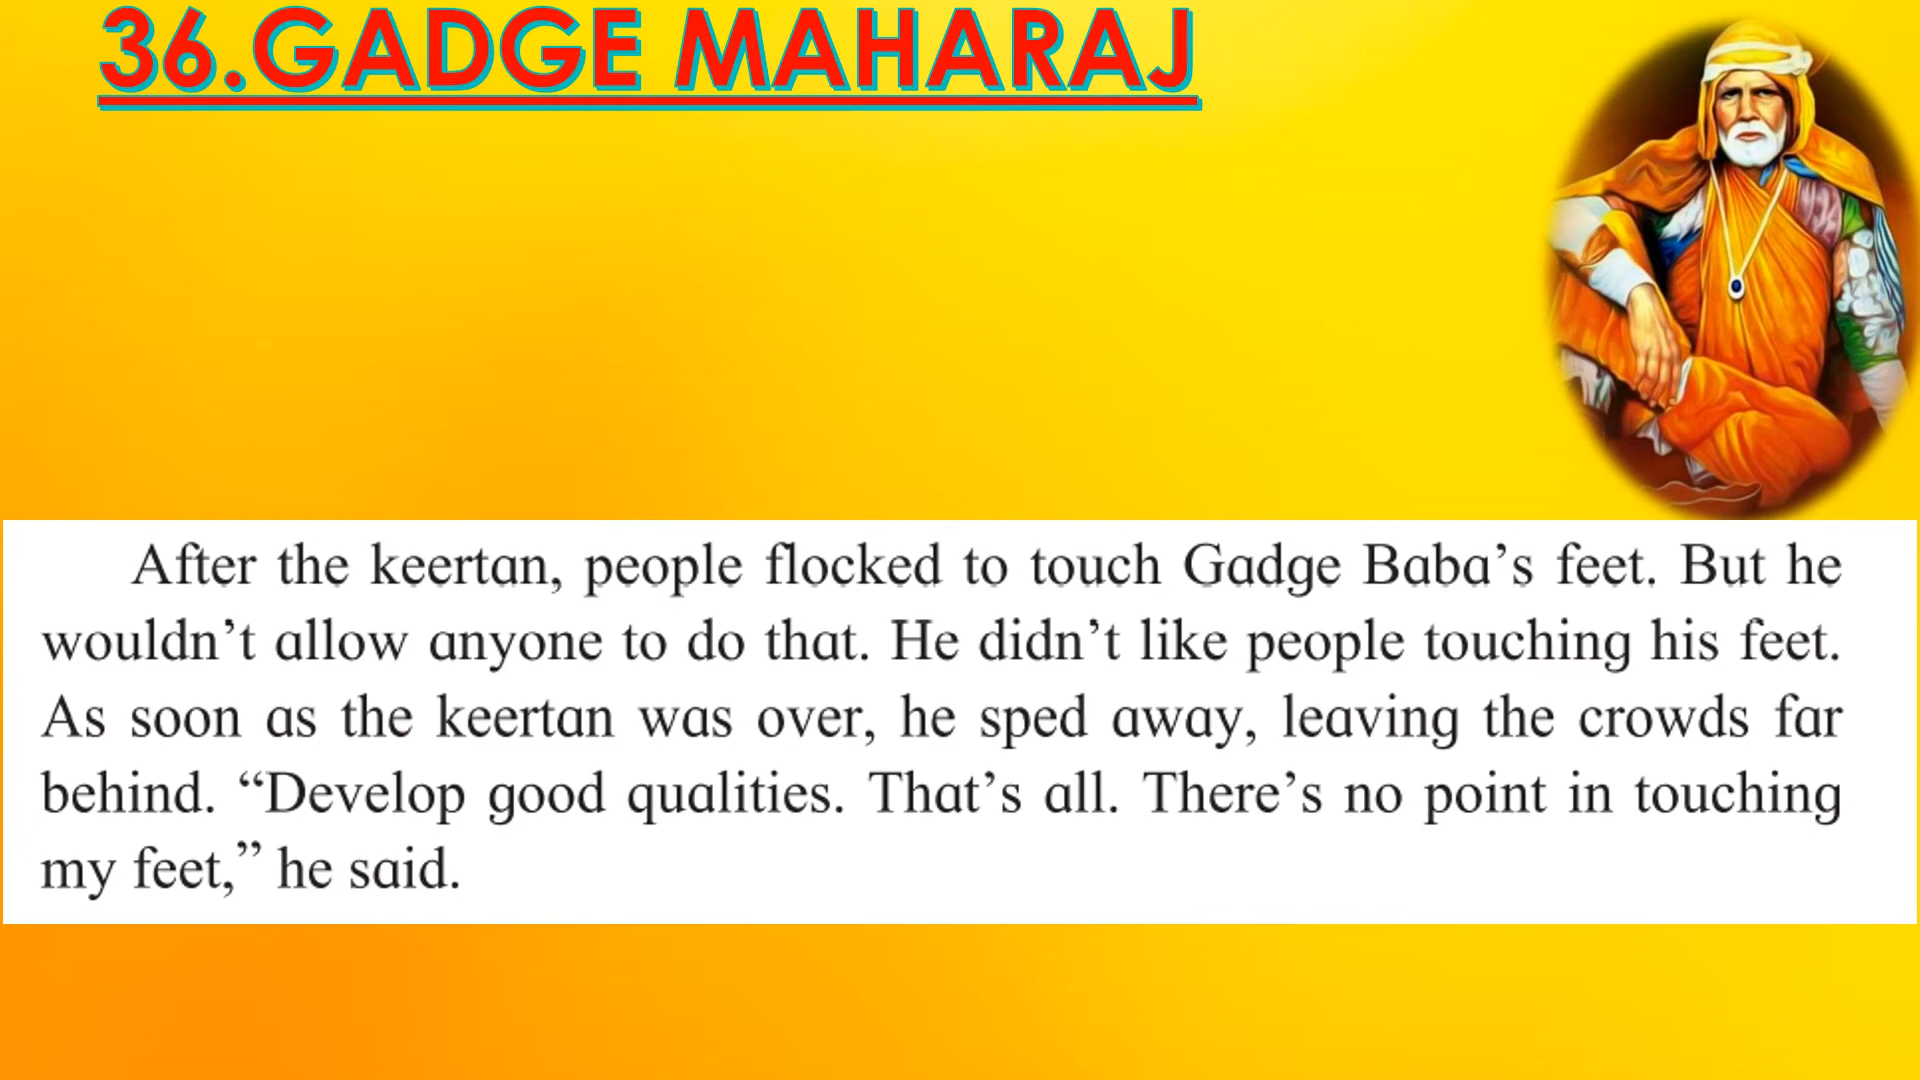 36.GADGE MAHARAJ
After the keertan, people flocked to touch Gadge Baba’s feet. But he
wouldn’t allow anyone to do that. He didn’t like people touching his feet.
As soon as the keertan was over, he sped away, leaving the crowds far
behind. “Develop good qualities. That’s all. There’s no point in touching
my feet,” he said.